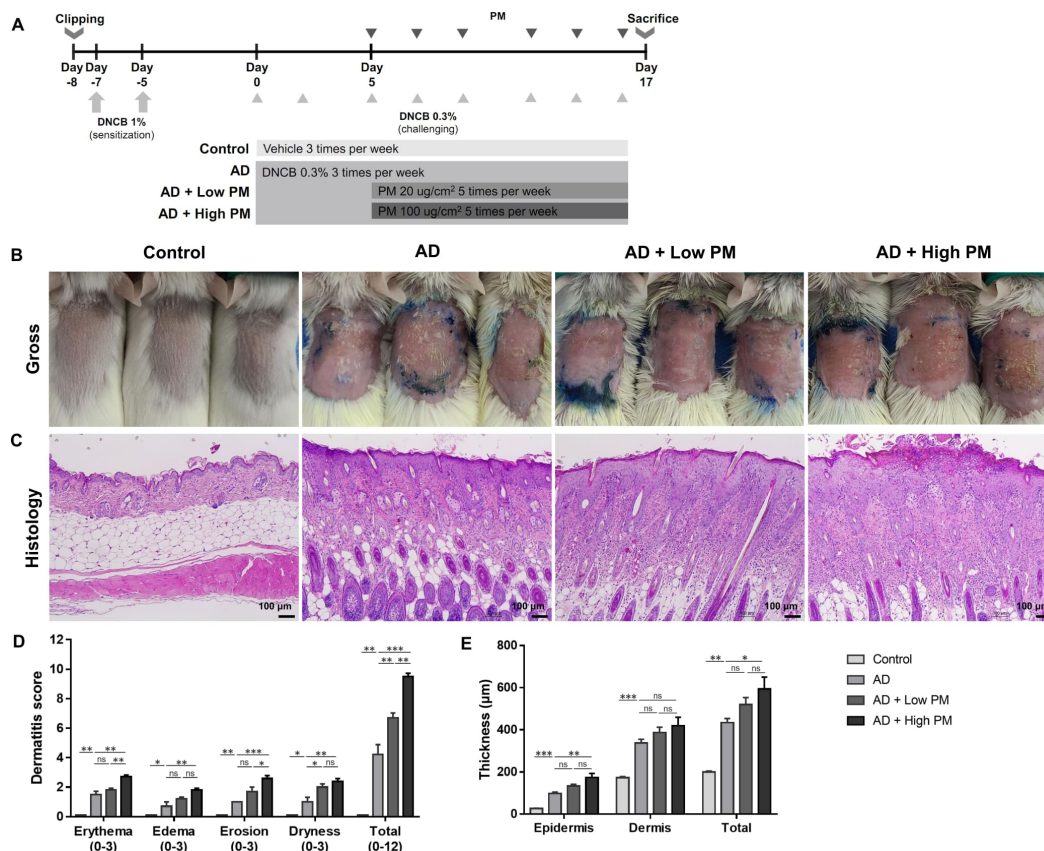 A
Clipping
PM
Sacrifice
Day -8
Day -7
Day -5
Day 0
Day 5
Day 17
DNCB 1%
(sensitization)
DNCB 0.3%
(challenging)
Control
Vehicle 3 times per week
AD
DNCB 0.3% 3 times per week
AD + Low PM
PM 20 ug/cm² 5 times per week
AD + High PM
PM 100 ug/cm² 5 times per week
B
Control
AD
AD + Low PM
AD + High PM
Gross
C
Histology
100 µm
100 µm
100 µm
100 µm
D
Dermatitis score
12
10
8
6
4
2
0
** ** ns **
* ** ns ns
** *** ns *
* ** * ns
** *** ** **
Erythema
(0-3)
Edema
(0-3)
Erosion
(0-3)
Dryness
(0-3)
Total
(0-12)
E
Thickness (µm)
800
600
400
200
0
*** ** ns ns
*** ns ns ns
** * ns ns
Epidermis
Dermis
Total
Control
AD
AD + Low PM
AD + High PM